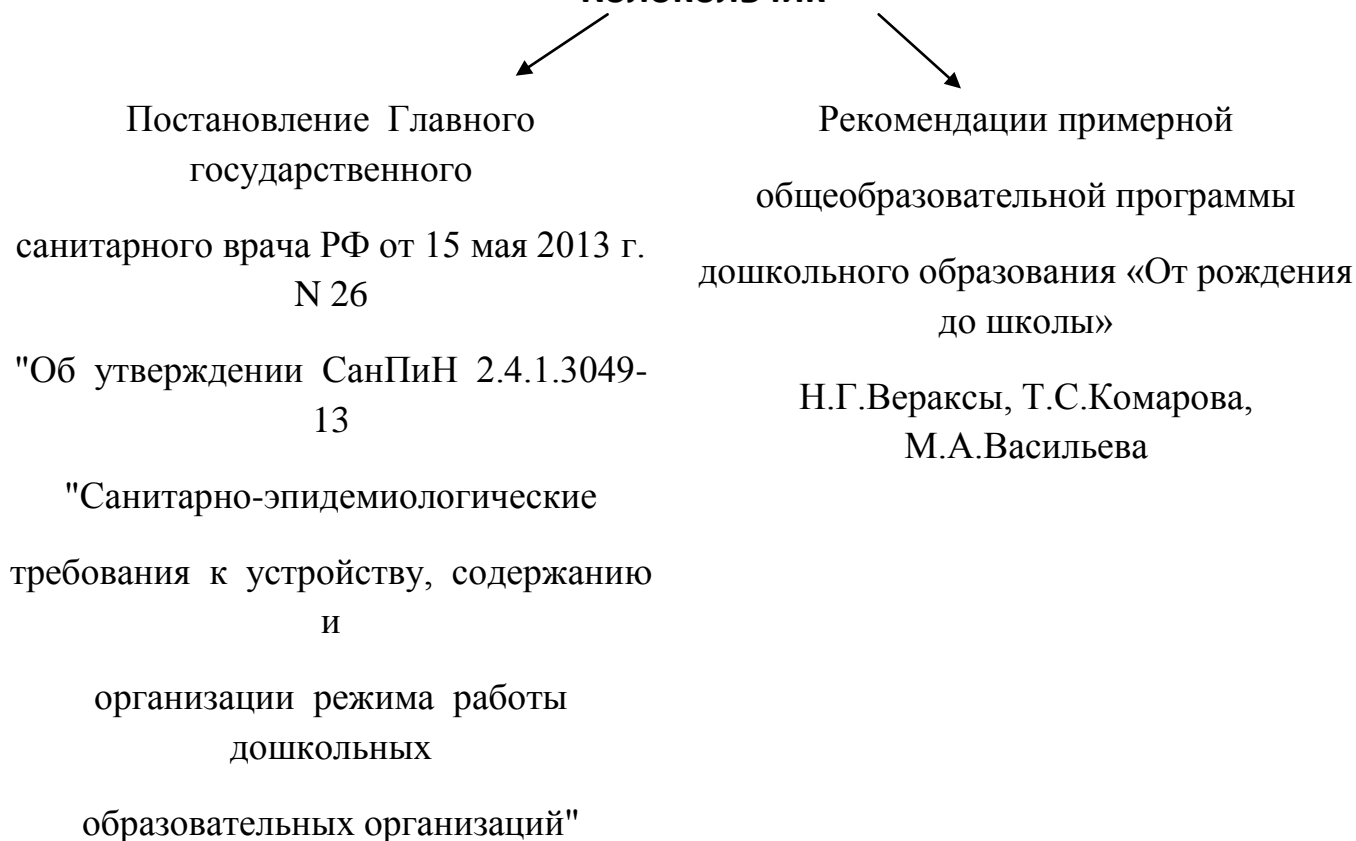 Колокольчик
Постановление Главного
государственного
санитарного врача РФ от 15 мая 2013 г.
N 26
"Об утверждении СанПиН 2.4.1.3049-
13
"Санитарно-эпидемиологические
требования к устройству, содержанию
и
организации режима работы
дошкольных
образовательных организаций"
Рекомендации примерной
общеобразовательной программы
дошкольного образования «От рождения
до школы»
Н.Г.Вераксы, Т.С.Комарова,
М.А.Васильева